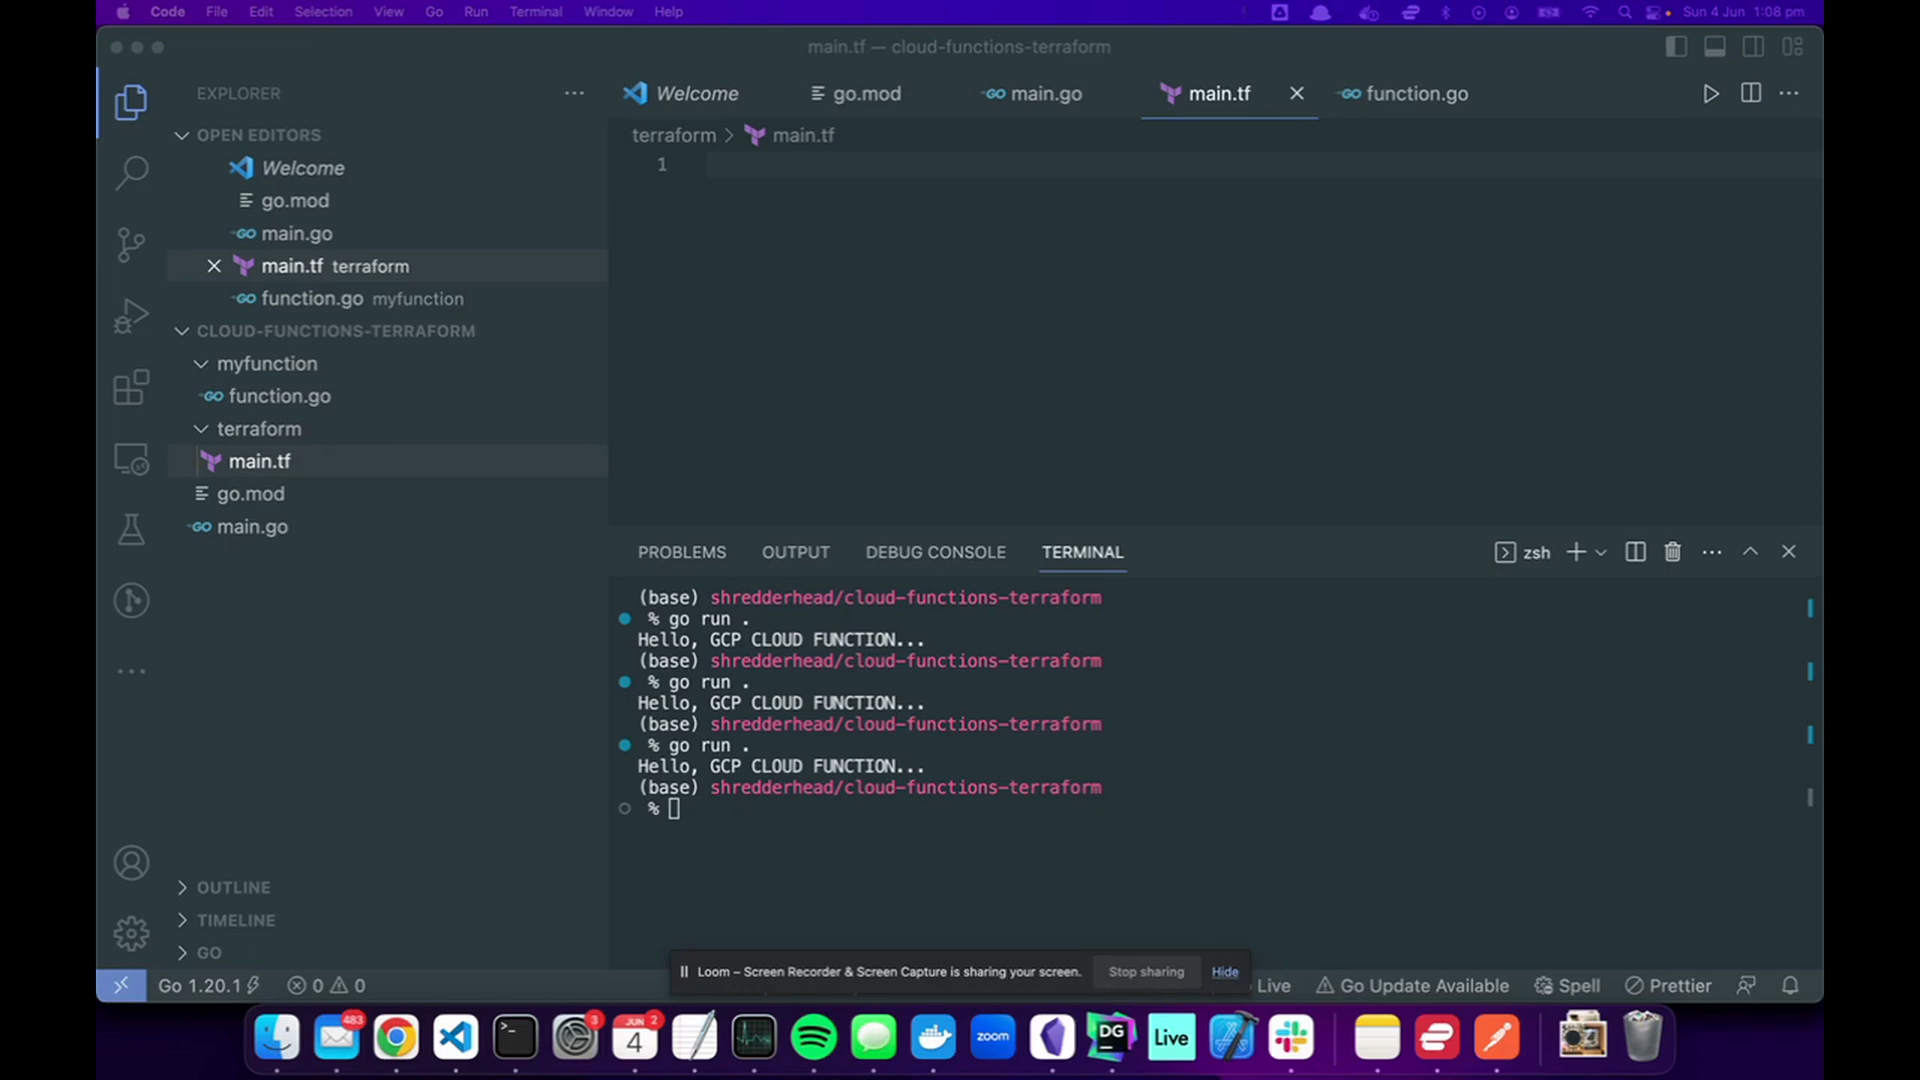 Code File Edit Selection View Go Run Terminal Window Help Sun 4 Jun 1:08 pm
main.tf — cloud-functions-terraform
EXPLORER
Welcome go.mod main.go main.tf function.go
OPEN EDITORS
terraform > main.tf
1
Welcome
go.mod
main.go
main.tf terraform
function.go myfunction
CLOUD-FUNCTIONS-TERRAFORM
myfunction
function.go
terraform
main.tf
go.mod
main.go
PROBLEMS OUTPUT DEBUG CONSOLE TERMINAL zsh
(base) shredderhead/cloud-functions-terraform
% go run .
Hello, GCP CLOUD FUNCTION...
(base) shredderhead/cloud-functions-terraform
% go run .
Hello, GCP CLOUD FUNCTION...
(base) shredderhead/cloud-functions-terraform
% go run .
Hello, GCP CLOUD FUNCTION...
(base) shredderhead/cloud-functions-terraform
%
OUTLINE
TIMELINE
GO
Loom – Screen Recorder & Screen Capture is sharing your screen. Stop sharing Hide
Go 1.20.1 0 0 Live Go Update Available Spell Prettier
483
3
JUN 2
4
zoom
DG
Live